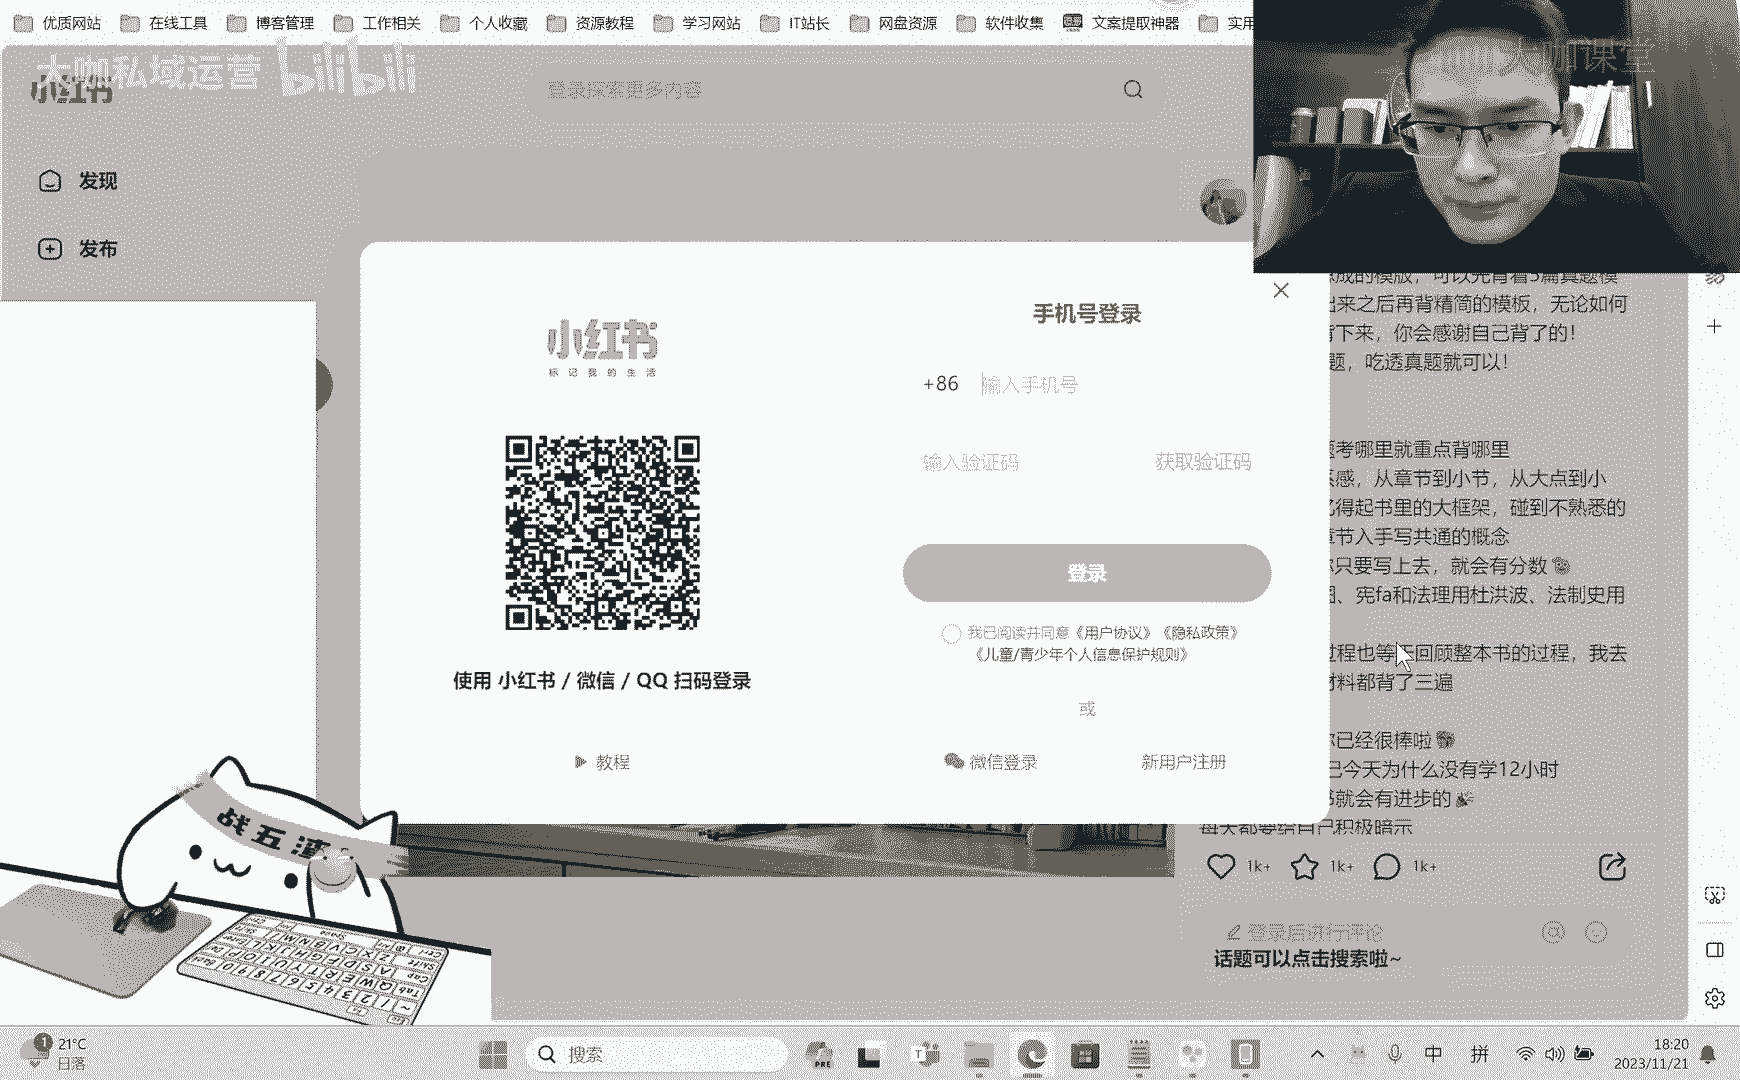 优质网站 在线工具 博客管理 工作相关 个人收藏 资源教程 学习网站 IT站长 网盘资源 软件收集 文案提取神器 实用
大咖私域运营 bilibili
小红书
登录探索更多内容
大咖课堂
发现
发布
手机号登录
小红书
标记我的生活
+86 输入手机号
输入验证码 获取验证码
登录
我已阅读并同意《用户协议》《隐私政策》
《儿童/青少年个人信息保护规则》
使用 小红书 / 微信 / QQ 扫码登录
或
教程
微信登录 新用户注册
的模版，可以先背着5篇真题模
出来之后再背精简的模板，无论如何
背下来，你会感谢自己背了的！
题，吃透真题就可以！
考哪里就重点背哪里
感，从章节到小节，从大点到小
得起书里的大框架，碰到不熟悉的
章节入手写共通的概念
你只要写上去，就会有分数
、宪fa和法理用杜洪波、法制史用
过程也等于回顾整本书的过程，我去
材料都背了三遍
你已经很棒啦
己今天为什么没有学12小时
就会有进步的
每天都要给自己积极暗示
1k+ 1k+ 1k+
登录后进行评论
话题可以点击搜索啦~
战五渣
21°C
日落
搜索
中 拼
18:20
2023/11/21